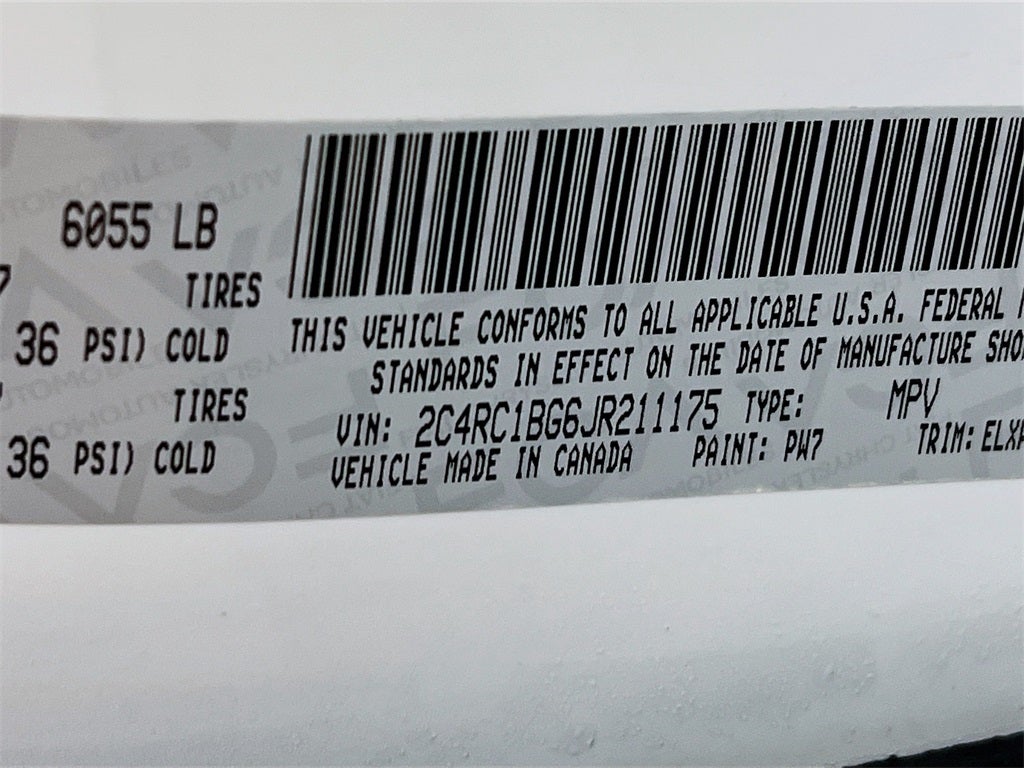 6055 LB
TIRES
36 PSI) COLD
TIRES
36 PSI) COLD
THIS VEHICLE CONFORMS TO ALL APPLICABLE U.S.A. FEDERAL
STANDARDS IN EFFECT ON THE DATE OF MANUFACTURE
VIN: 2C4RC1BG6JR211175 TYPE: MPV
VEHICLE MADE IN CANADA PAINT: PW7 TRIM: